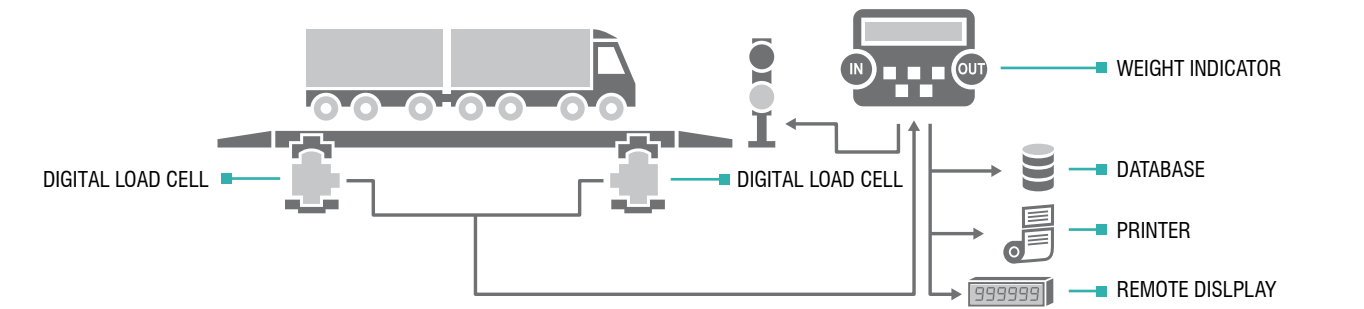 IN
OUT
WEIGHT INDICATOR
DIGITAL LOAD CELL
DIGITAL LOAD CELL
DATABASE
PRINTER
999999
REMOTE DISLPLAY